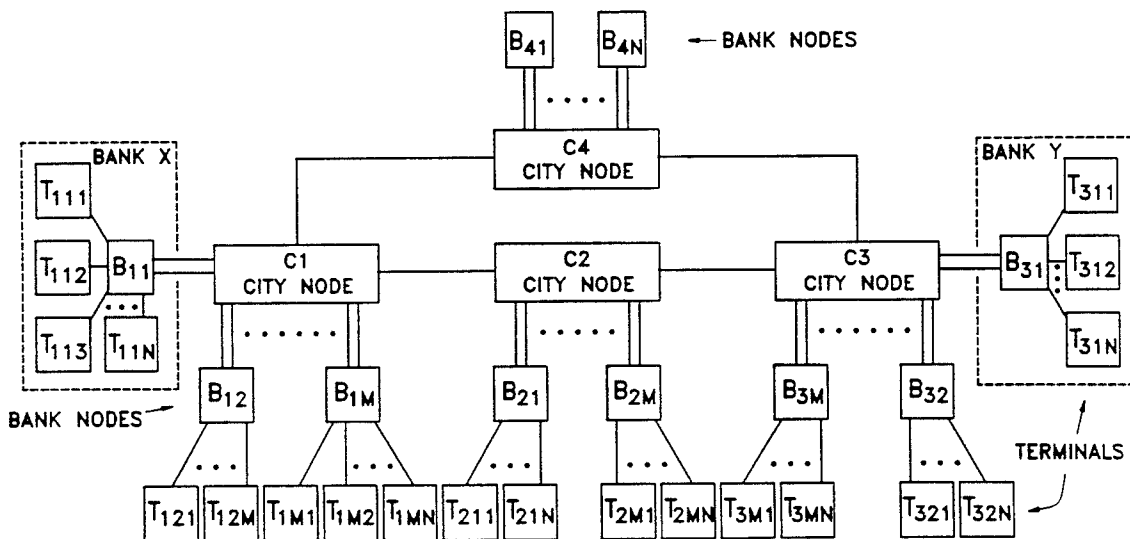 B41 B4N BANK NODES
C4
CITY NODE
BANK X BANK Y
T111 T311
C1 C2 C3
CITY NODE CITY NODE CITY NODE
T112 B11 B31 T312
T113 T11N T31N
B12 B1M B21 B2M B3M B32
BANK NODES
TERMINALS
T121 T12M T1M1 T1M2 T1MN T211 T21N T2M1 T2MN T3M1 T3MN T321 T32N